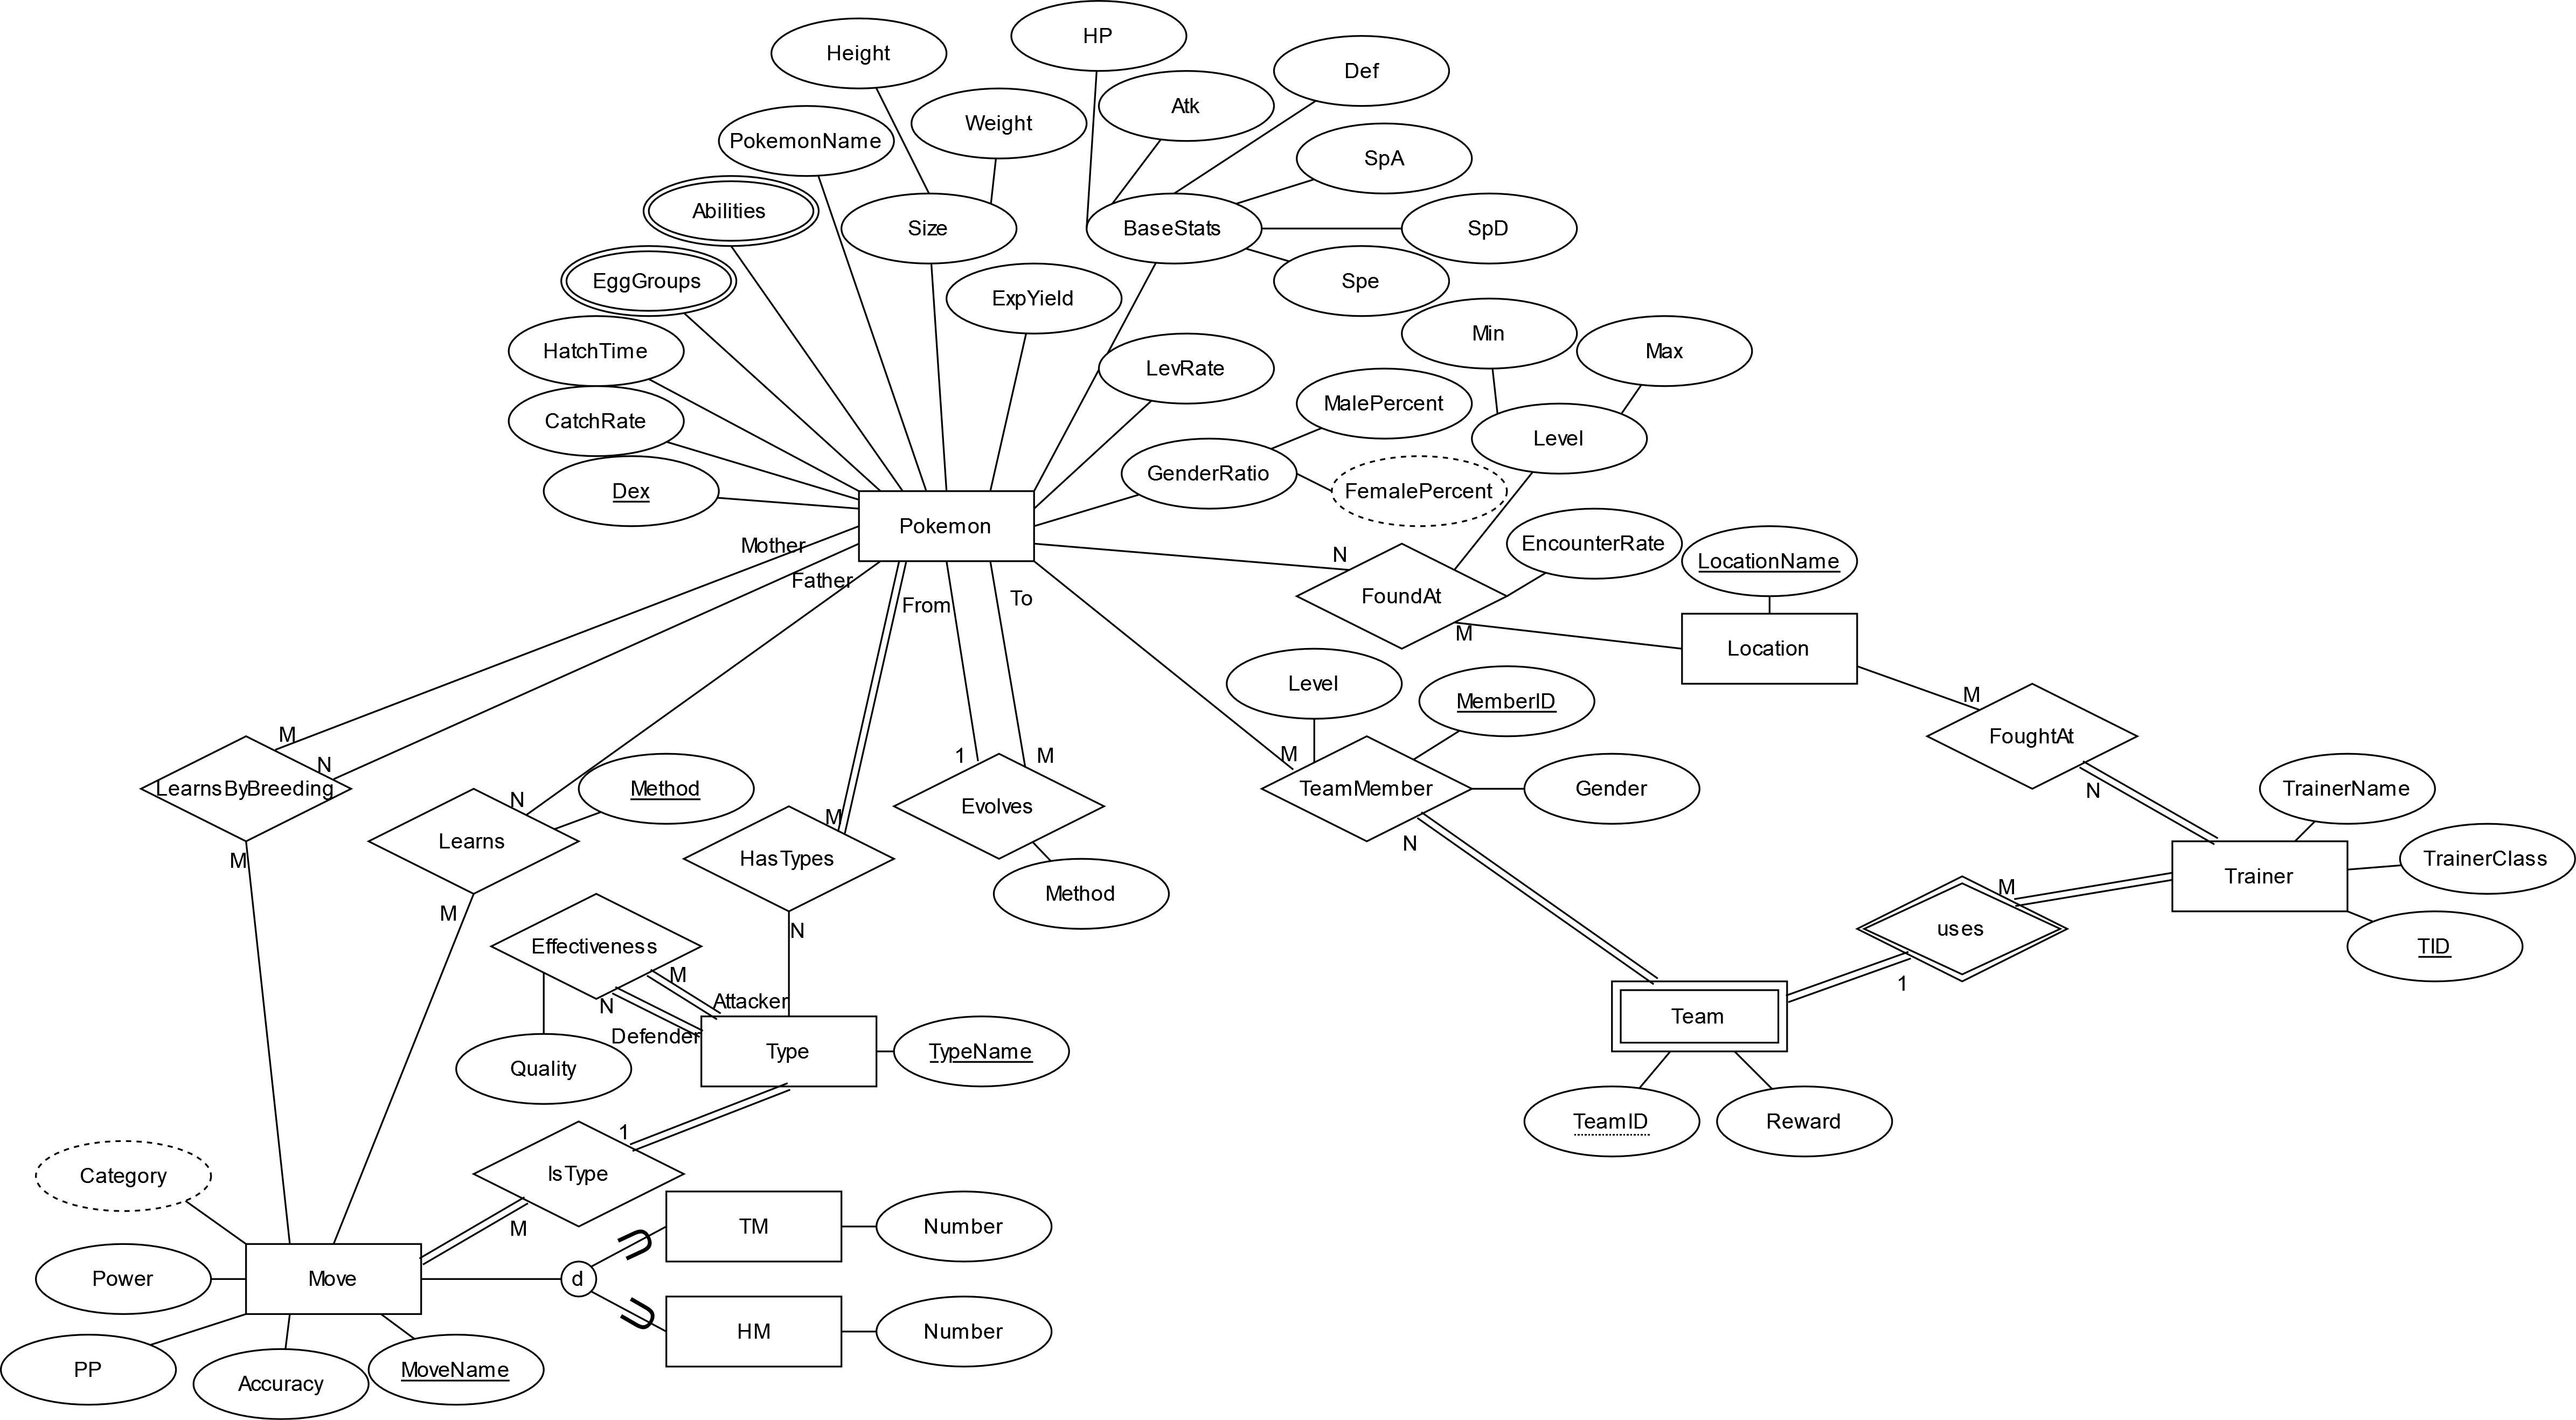 HP
Height
Def
Atk
Weight
PokemonName
SpA
Abilities
Size
BaseStats
SpD
EggGroups
Spe
ExpYield
Min
HatchTime
Max
LevRate
MalePercent
CatchRate
Level
GenderRatio
Dex
FemalePercent
Pokemon
Mother
EncounterRate
N
LocationName
Father
From
To
FoundAt
M
Location
Level
MemberID
M
FoughtAt
M
N
1
M
M
TeamMember
Gender
LearnsByBreeding
Method
TrainerName
N
N
Evolves
M
Learns
N
HasTypes
M
TrainerClass
Trainer
M
Method
M
N
uses
Effectiveness
TID
M
1
Attacker
N
Team
Defender
Type
TypeName
Quality
TeamID
Reward
1
Category
IsType
M
TM
Number
Power
Move
d
HM
Number
PP
Accuracy
MoveName